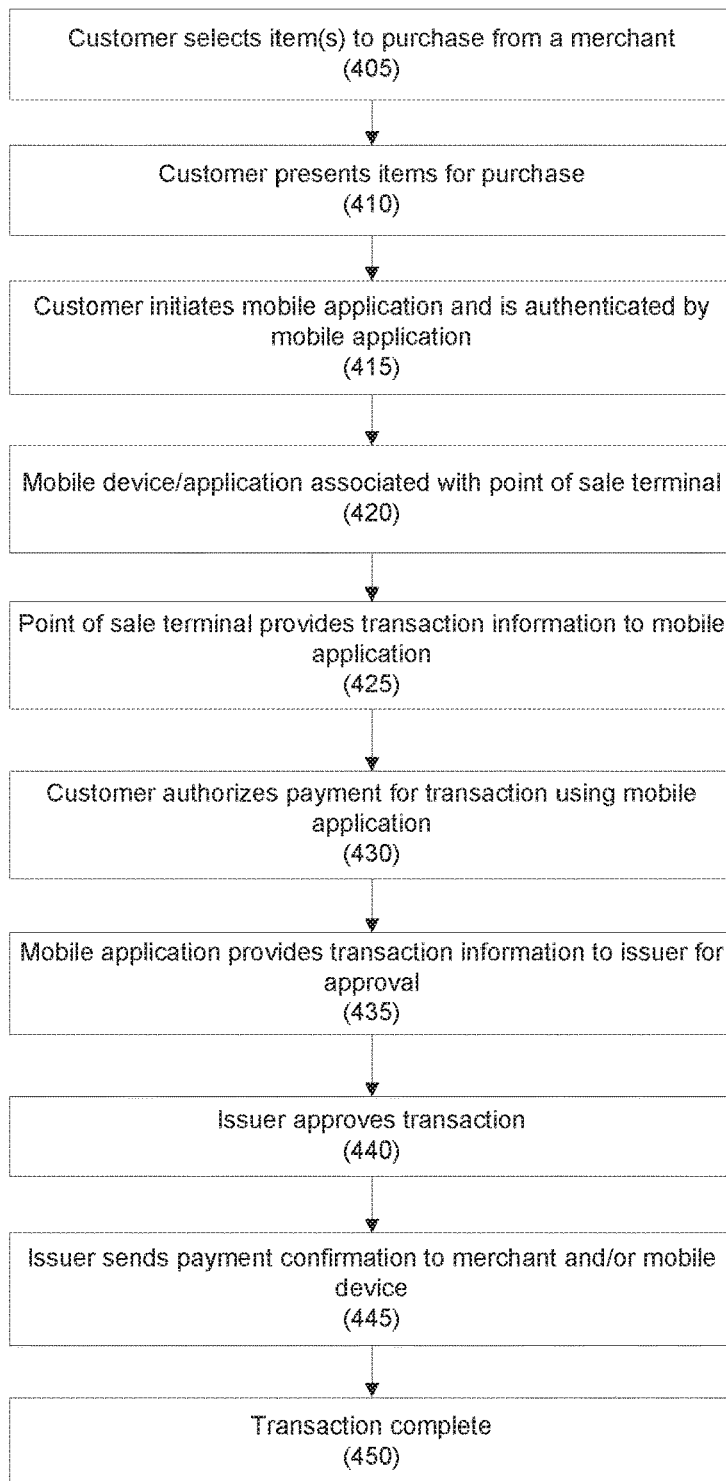 Customer selects item(s) to purchase from a merchant
(405)
Customer presents items for purchase
(410)
Customer initiates mobile application and is authenticated by
mobile application
(415)
Mobile device/application associated with point of sale terminal
(420)
Point of sale terminal provides transaction information to mobile
application
(425)
Customer authorizes payment for transaction using mobile
application
(430)
Mobile application provides transaction information to issuer for
approval
(435)
Issuer approves transaction
(440)
Issuer sends payment confirmation to merchant and/or mobile
device
(445)
Transaction complete
(450)